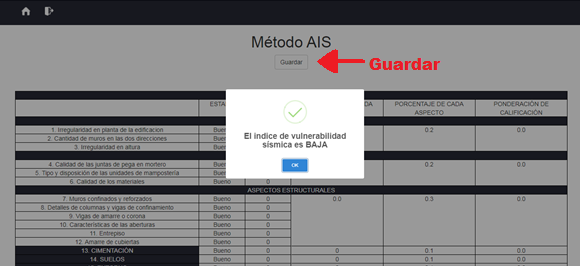 Método AIS
Guardar
Guardar
ESTA
DA
PORCENTAJE DE CADA ASPECTO
PONDERACIÓN DE CALIFICACIÓN
El índice de vulnerabilidad
sísmica es BAJA
OK
1. Irregularidad en planta de la edificacion Bueno 0.2 0.0
2. Cantidad de muros en las dos direcciones Bueno
3. Irregularidad en altura Bueno
4. Calidad de las juntas de pega en mortero Bueno 0.2 0.0
5. Tipo y disposición de las unidades de mampostería Bueno
6. Calidad de los materiales Bueno 0
ASPECTOS ESTRUCTURALES
7. Muros confinados y reforzados Bueno 0 0.0 0.3 0.0
8. Detalles de columnas y vigas de confinamiento Bueno 0
9. Vigas de amarre o corona Bueno 0
10. Características de las aberturas Bueno 0
11. Entrepiso Bueno 0
12. Amarre de cubiertas Bueno 0
13. CIMENTACIÓN Bueno 0 0 0.1 0.0
14. SUELOS Bueno 0 0 0.1 0.0